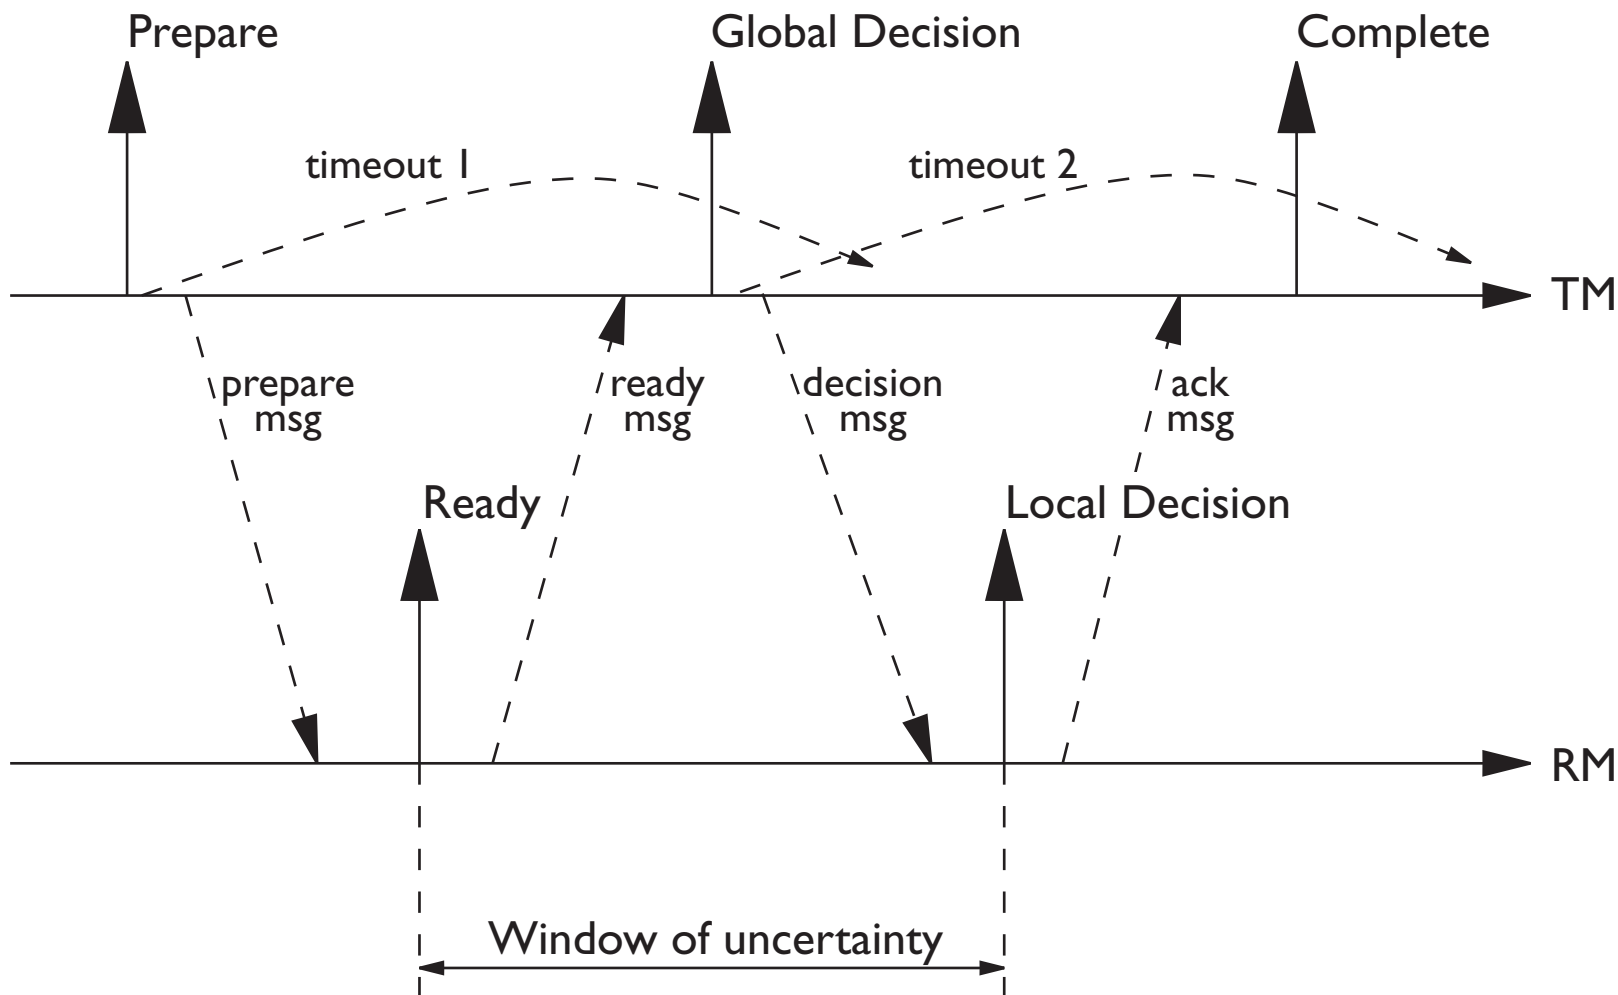 Prepare
Global Decision
Complete
timeout 1
timeout 2
TM
prepare
msg
ready
msg
decision
msg
ack
msg
Ready
Local Decision
RM
Window of uncertainty